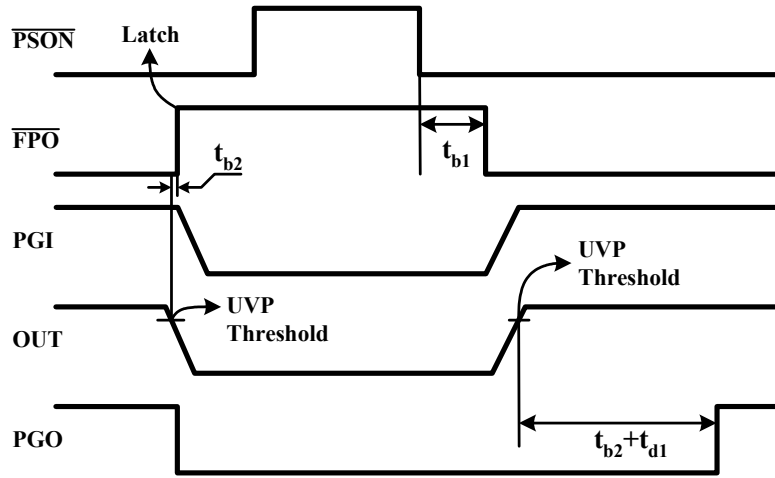 PSON
Latch
FPO
tb2
tb1
PGI
UVP
Threshold
UVP
Threshold
OUT
PGO
tb2+td1